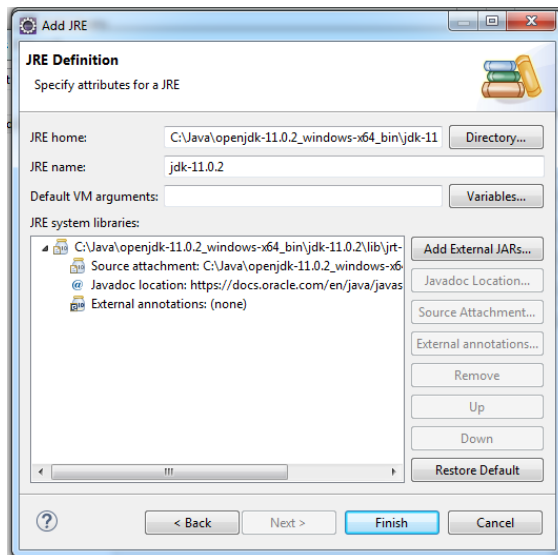 Add JRE
JRE Definition
Specify attributes for a JRE
JRE home: C:\Java\openjdk-11.0.2_windows-x64_bin\jdk-11 Directory...
JRE name: jdk-11.0.2
Default VM arguments: Variables...
JRE system libraries:
C:\Java\openjdk-11.0.2_windows-x64_bin\jdk-11.0.2\lib\jrt- Add External JARs...
Source attachment: C:\Java\openjdk-11.0.2_windows-x6 Javadoc Location...
Javadoc location: https://docs.oracle.com/en/java/javas Source Attachment...
External annotations: (none) External annotations...
Remove
Up
Down
Restore Default
? < Back Next > Finish Cancel